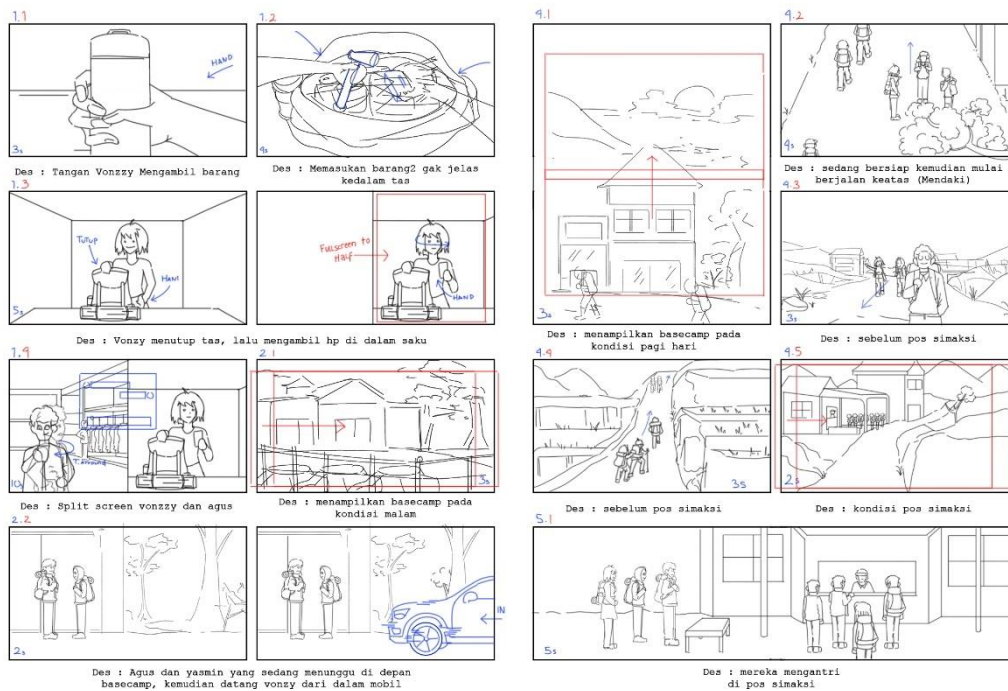 1.1
HAND
3s
Des : Tangan Vonzzy Mengambil barang
1.2
4s
Des : Memasukan barang2 gak jelas
kedalam tas
1.3
TUTUP
HAND
5s
Fullscreen to
Half
HAND
Des : Vonzy menutup tas, lalu mengambil hp di dalam saku
1.4
T. Around
10s
Des : Split screen vonzzy dan agus
2.1
3s
Des : menampilkan basecamp pada
kondisi malam
2.2
2s
IN
Des : Agus dan yasmin yang sedang menunggu di depan
basecamp, kemudian datang vonzy dari dalam mobil
4.1
3s
Des : menampilkan basecamp pada
kondisi pagi hari
4.2
4s
Des : sedang bersiap kemudian mulai
berjalan keatas (Mendaki)
4.3
3s
Des : sebelum pos simaksi
4.4
3s
Des : sebelum pos simaksi
4.5
2s
Des : kondisi pos simaksi
5.1
5s
Des : mereka mengantri
di pos simaksi